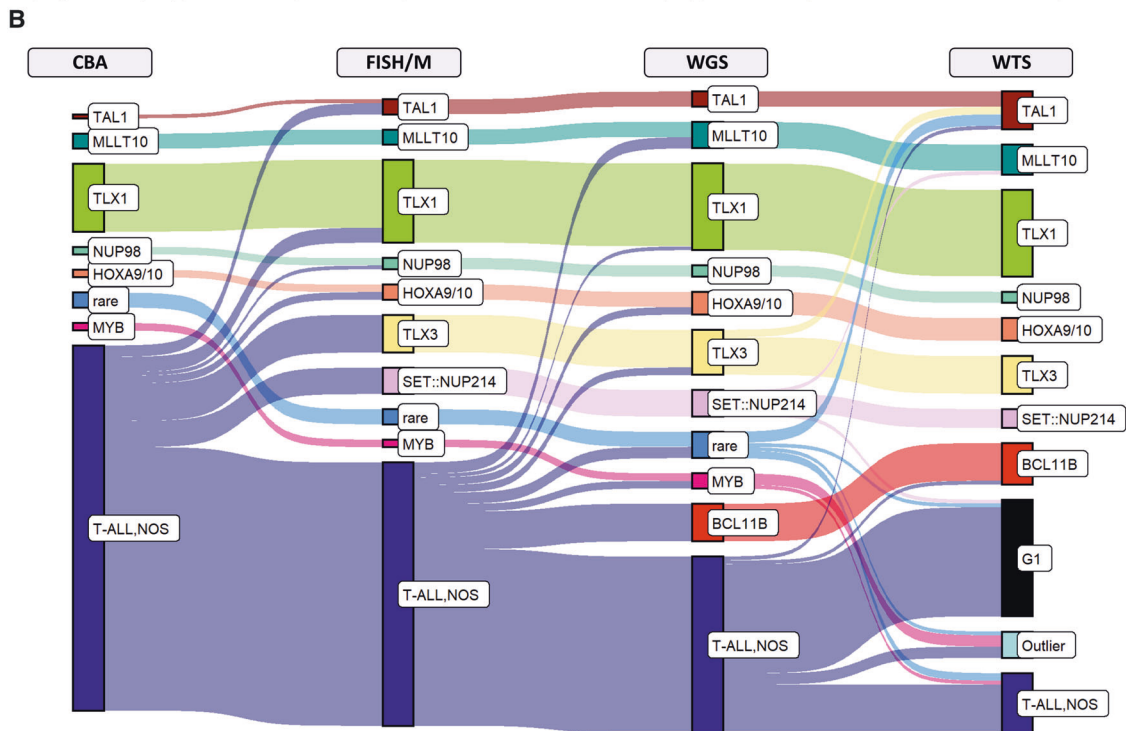 B
CBA
FISH/M
WGS
WTS
TAL1
MLLT10
TLX1
NUP98
HOXA9/10
rare
MYB
T-ALL,NOS
TAL1
MLLT10
TLX1
NUP98
HOXA9/10
TLX3
SET::NUP214
rare
MYB
T-ALL,NOS
TAL1
MLLT10
TLX1
NUP98
HOXA9/10
TLX3
SET::NUP214
rare
MYB
BCL11B
T-ALL,NOS
TAL1
MLLT10
TLX1
NUP98
HOXA9/10
TLX3
SET::NUP214
BCL11B
G1
Outlier
T-ALL,NOS